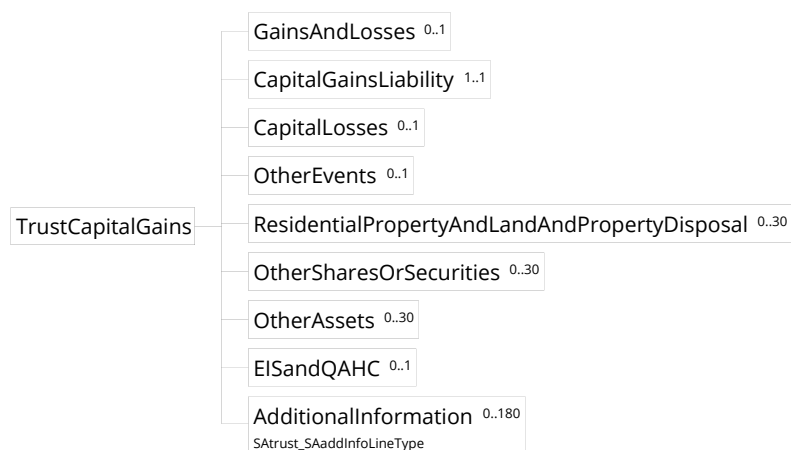 GainsAndLosses 0..1
CapitalGainsLiability 1..1
CapitalLosses 0..1
OtherEvents 0..1
TrustCapitalGains
ResidentialPropertyAndLandAndPropertyDisposal 0..30
OtherSharesOrSecurities 0..30
OtherAssets 0..30
EISandQAHC 0..1
AdditionalInformation 0..180
SAtrust_SAaddInfoLineType